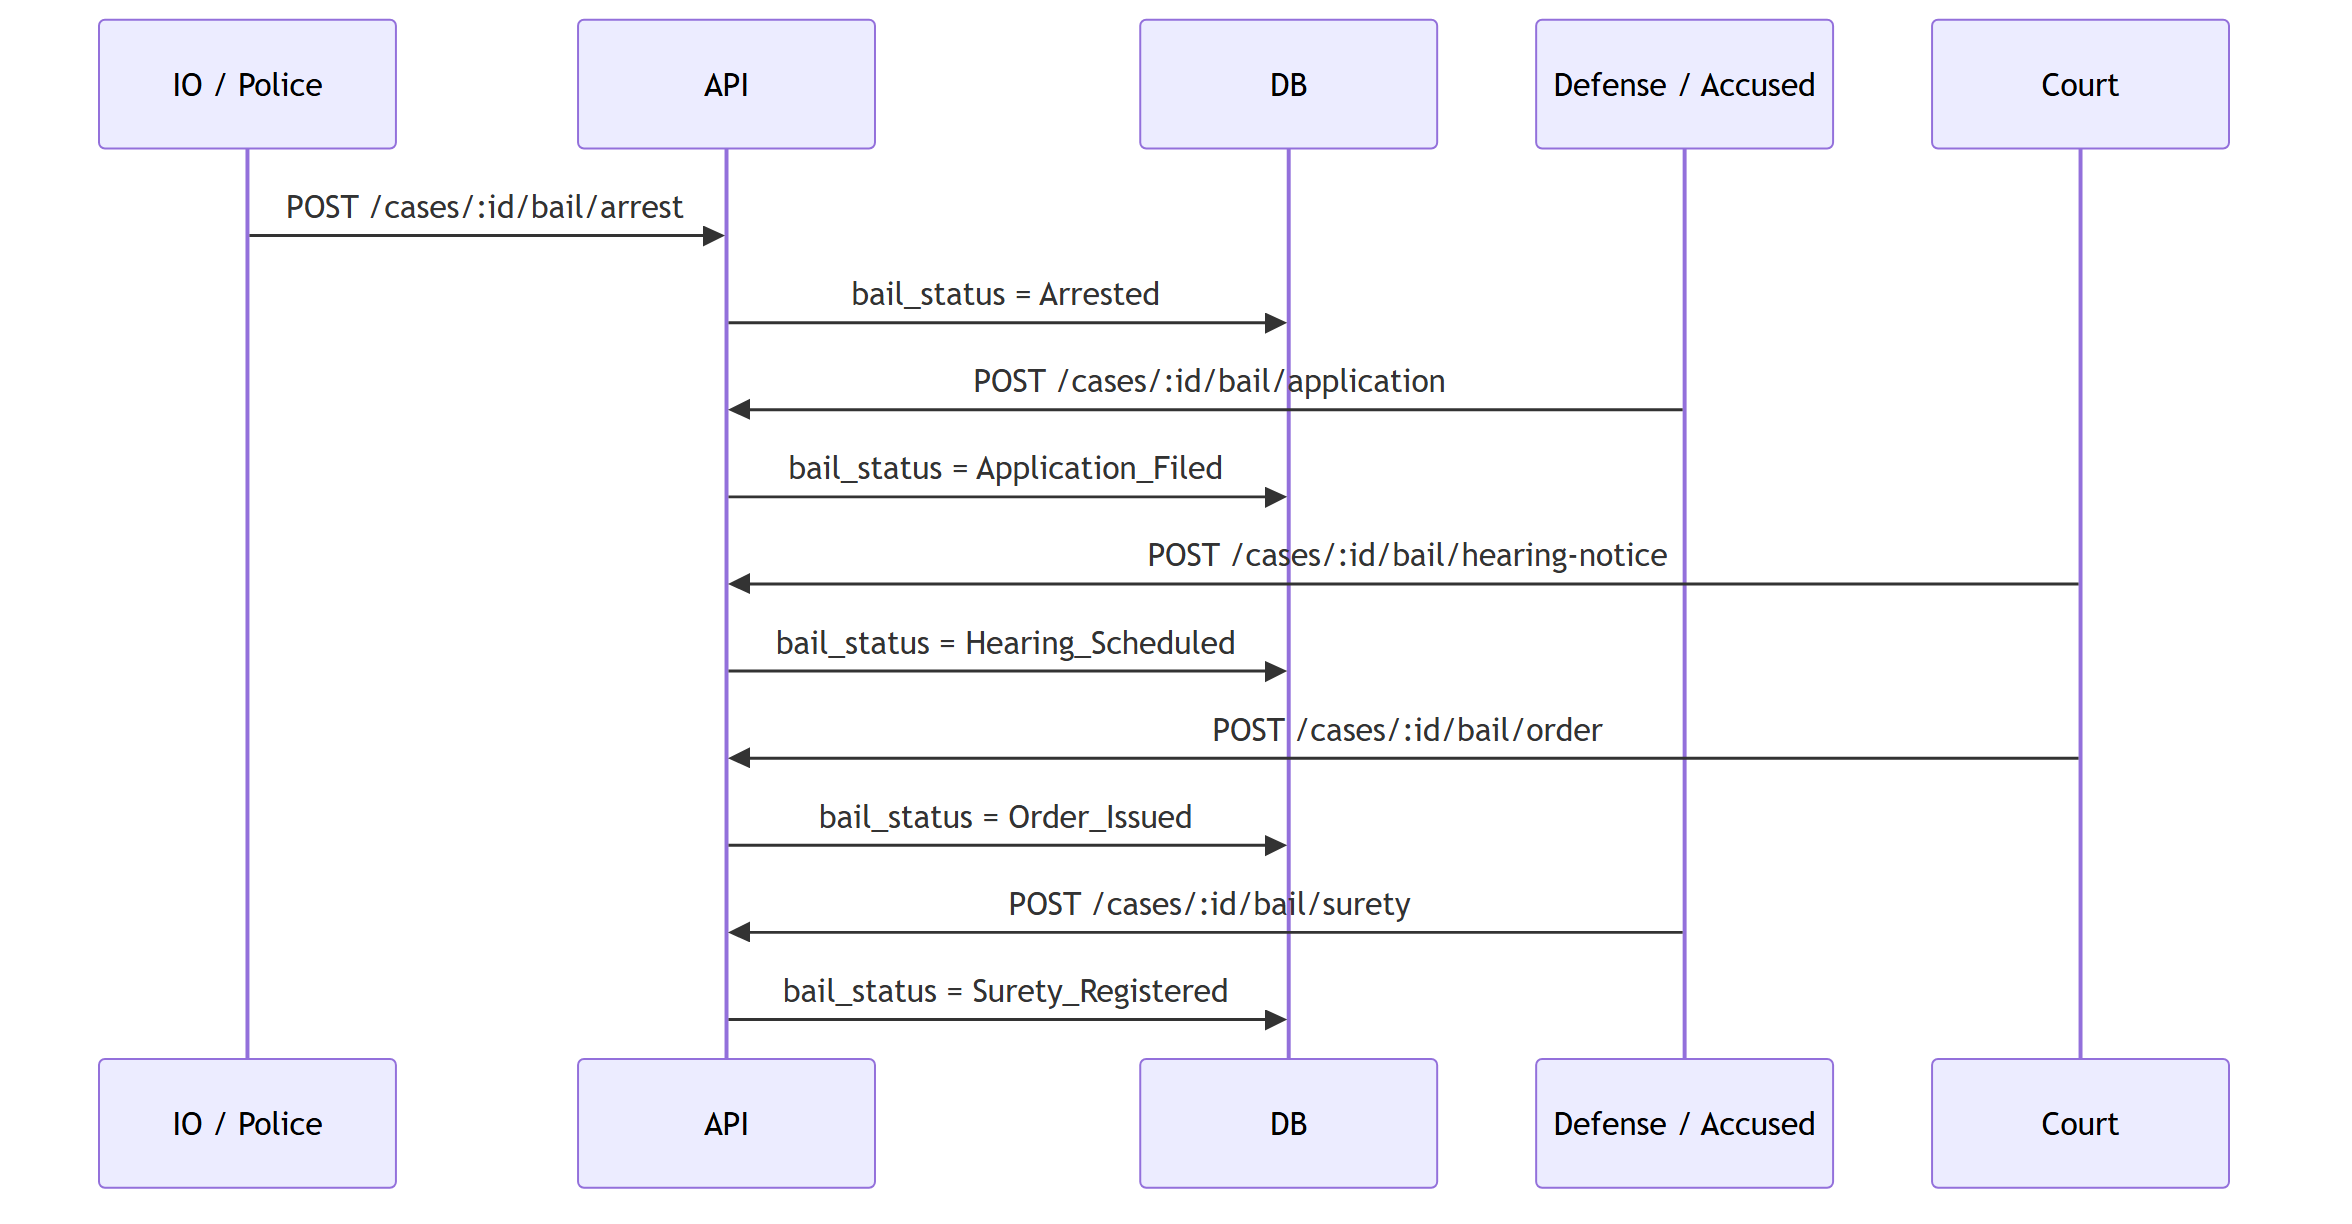 IO / Police
API
DB
Defense / Accused
Court
POST /cases/:id/bail/arrest
bail_status = Arrested
POST /cases/:id/bail/application
bail_status = Application_Filed
POST /cases/:id/bail/hearing-notice
bail_status = Hearing_Scheduled
POST /cases/:id/bail/order
bail_status = Order_Issued
POST /cases/:id/bail/surety
bail_status = Surety_Registered
IO / Police
API
DB
Defense / Accused
Court